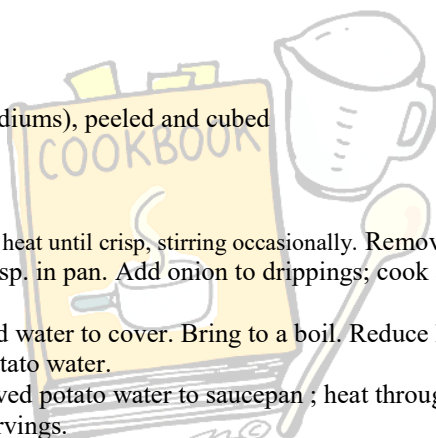 diums), peeled and cubed
COOKBOOK
heat until crisp, stirring occasionally. Remov
sp. in pan. Add onion to drippings; cook
d water to cover. Bring to a boil. Reduce
tato water.
ved potato water to saucepan ; heat throug
rvings.